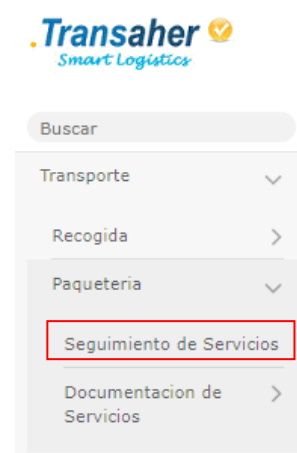 .Transaher
Smart Logistics
Buscar
Transporte
Recogida
Paqueteria
Seguimiento de Servicios
Documentacion de
Servicios